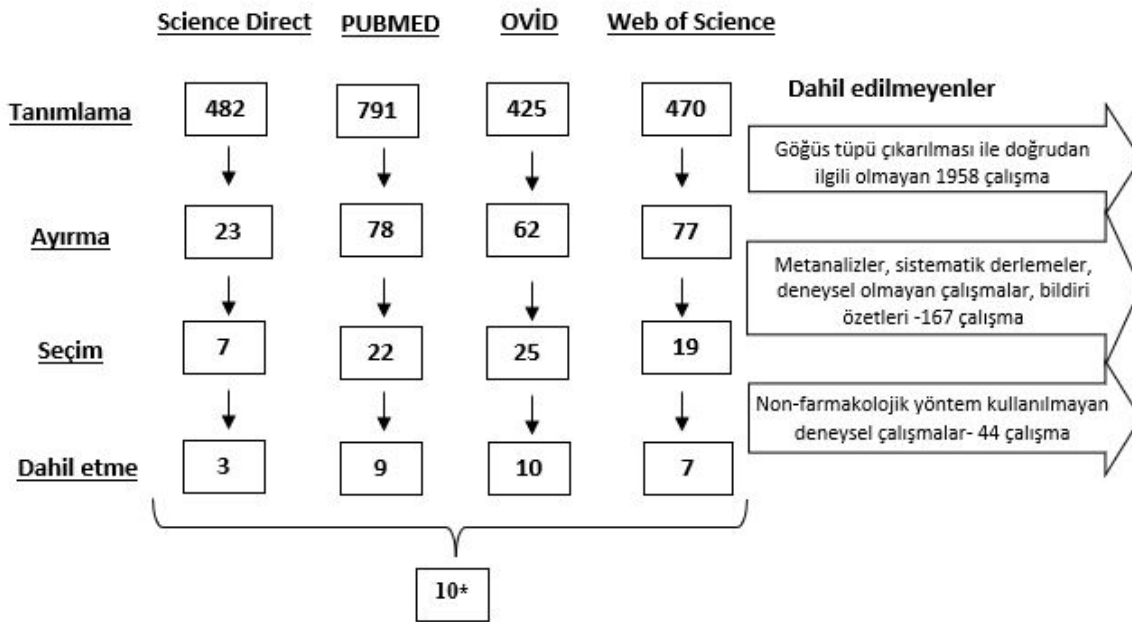 Science Direct PUBMED OVİD Web of Science
Tanımlama 482 791 425 470
Dahil edilmeyenler
Göğüs tüpü çıkarılması ile doğrudan
ilgili olmayan 1958 çalışma
Ayırma 23 78 62 77
Metanalizler, sistematik derlemeler,
deneysel olmayan çalışmalar, bildiri
özetleri -167 çalışma
Seçim 7 22 25 19
Non-farmakolojik yöntem kullanılmayan
deneysel çalışmalar- 44 çalışma
Dahil etme 3 9 10 7
10*